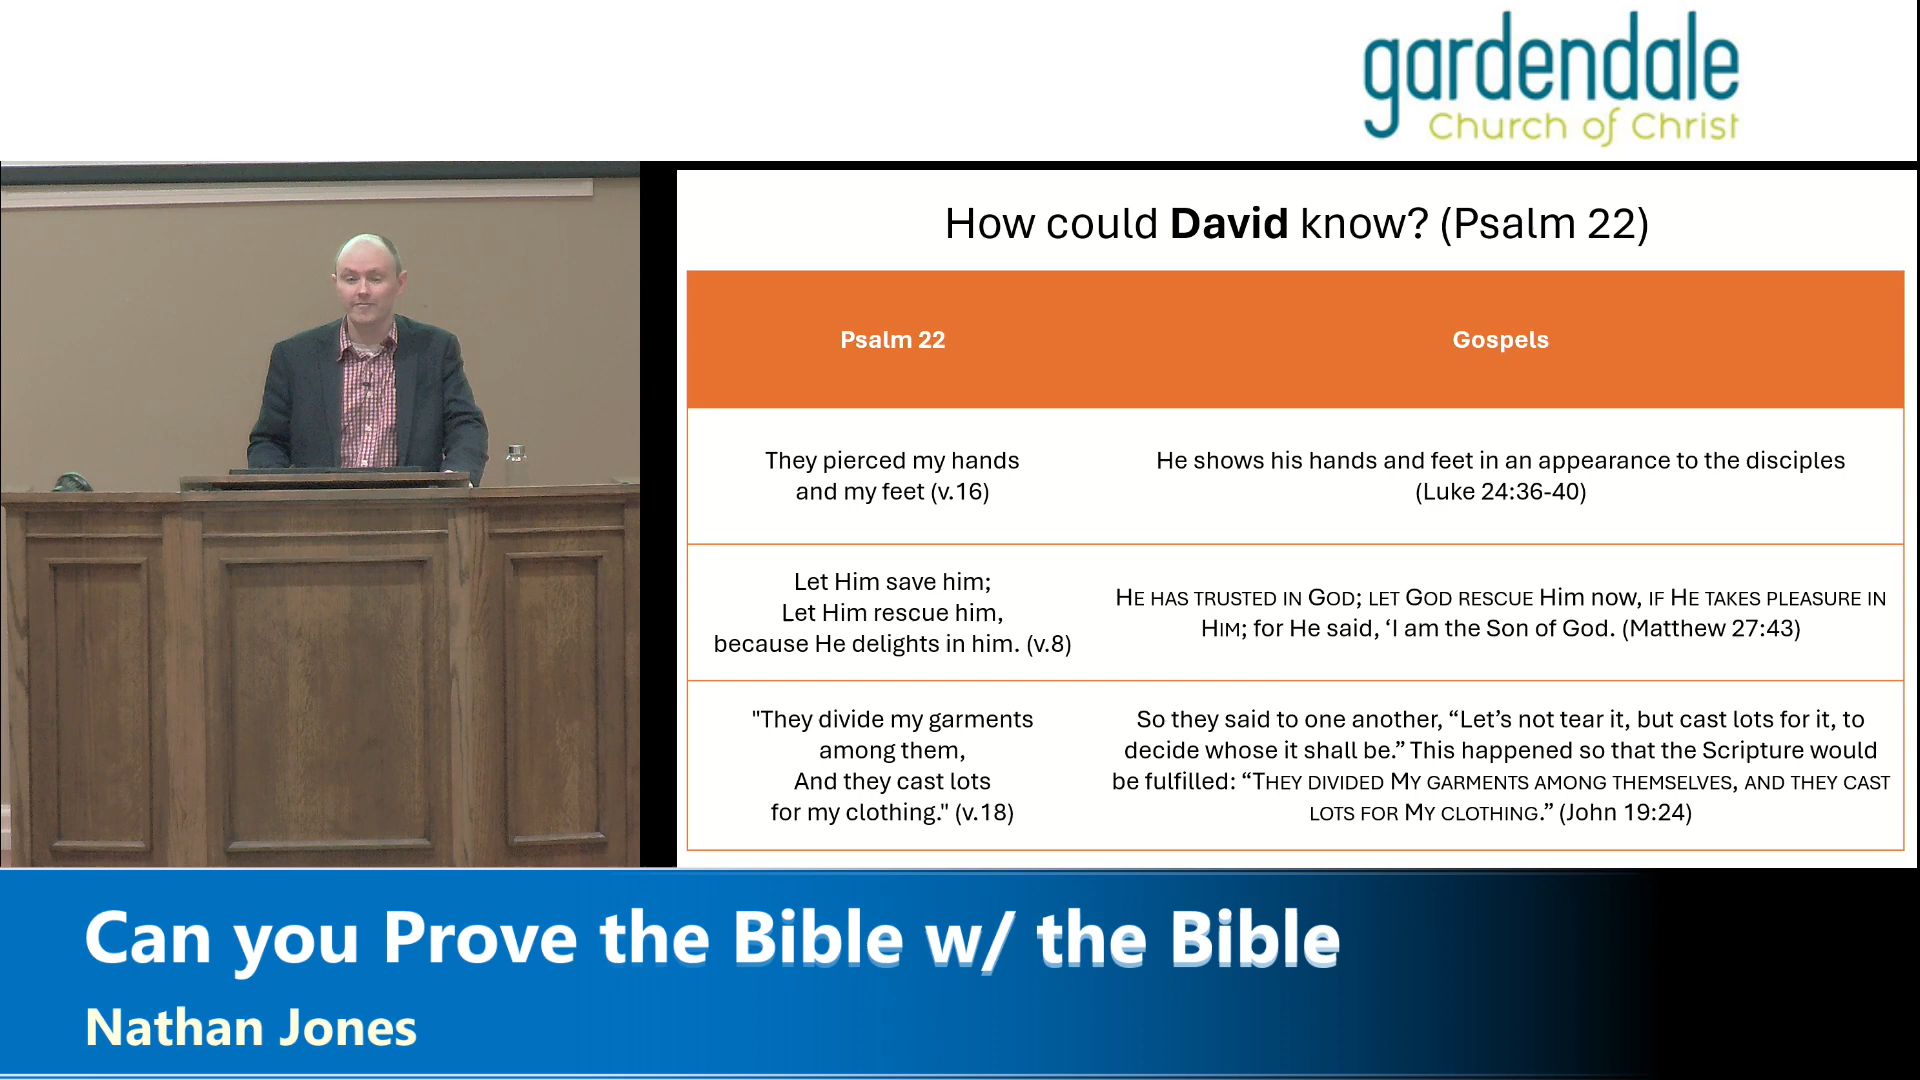 gardendale
Church of Christ
How could David know? (Psalm 22)
Psalm 22
Gospels
They pierced my hands
and my feet (v.16)
He shows his hands and feet in an appearance to the disciples
(Luke 24:36-40)
Let Him save him;
Let Him rescue him,
because He delights in him. (v.8)
HE HAS TRUSTED IN GOD; LET GOD RESCUE Him now, IF HE TAKES PLEASURE IN
HIM; for He said, ‘I am the Son of God. (Matthew 27:43)
"They divide my garments
among them,
And they cast lots
for my clothing." (v.18)
So they said to one another, “Let’s not tear it, but cast lots for it, to
decide whose it shall be.” This happened so that the Scripture would
be fulfilled: “THEY DIVIDED MY GARMENTS AMONG THEMSELVES, AND THEY CAST
LOTS FOR MY CLOTHING.” (John 19:24)
Can you Prove the Bible w/ the Bible
Nathan Jones